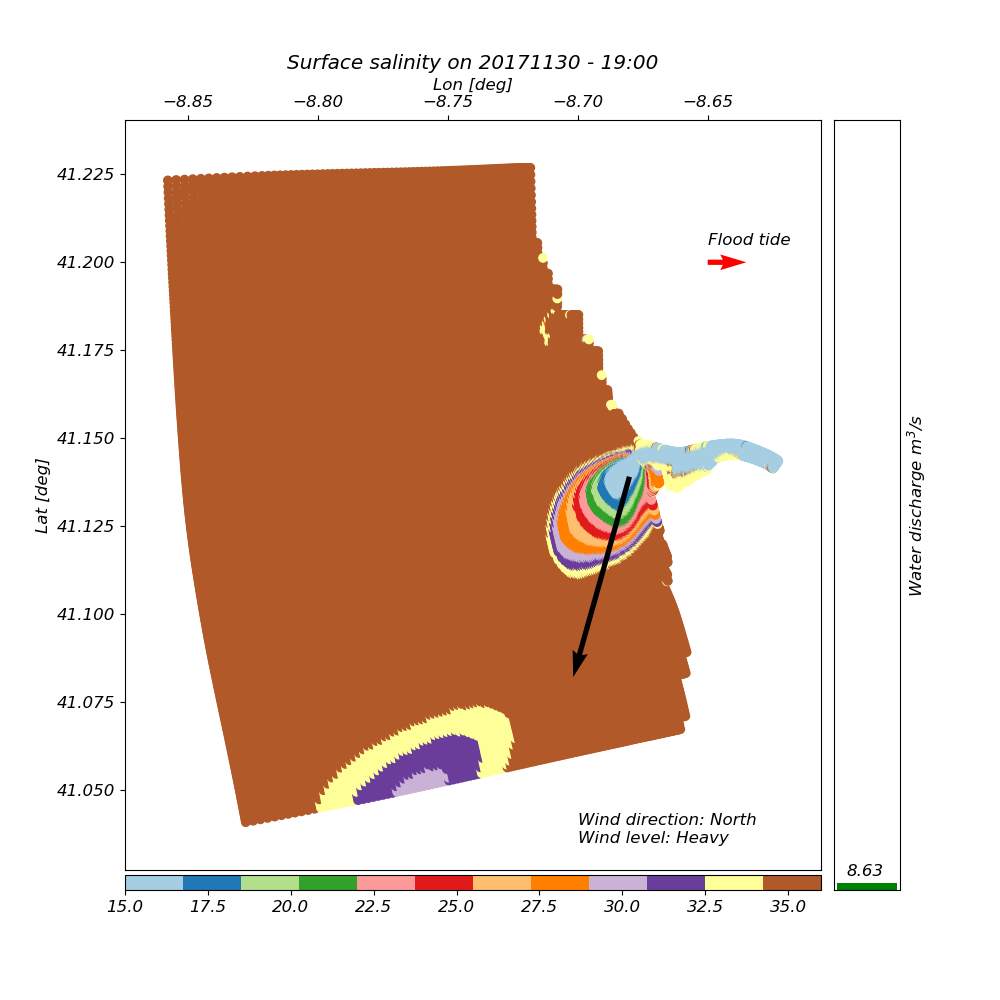 Surface salinity on 20171130 - 19:00
Lon [deg]
−8.85 −8.80 −8.75 −8.70 −8.65
41.225
41.200
41.175
41.150
41.125
41.100
41.075
41.050
Lat [deg]
Flood tide
Wind direction: North
Wind level: Heavy
15.0 17.5 20.0 22.5 25.0 27.5 30.0 32.5 35.0
8.63
Water discharge m³/s